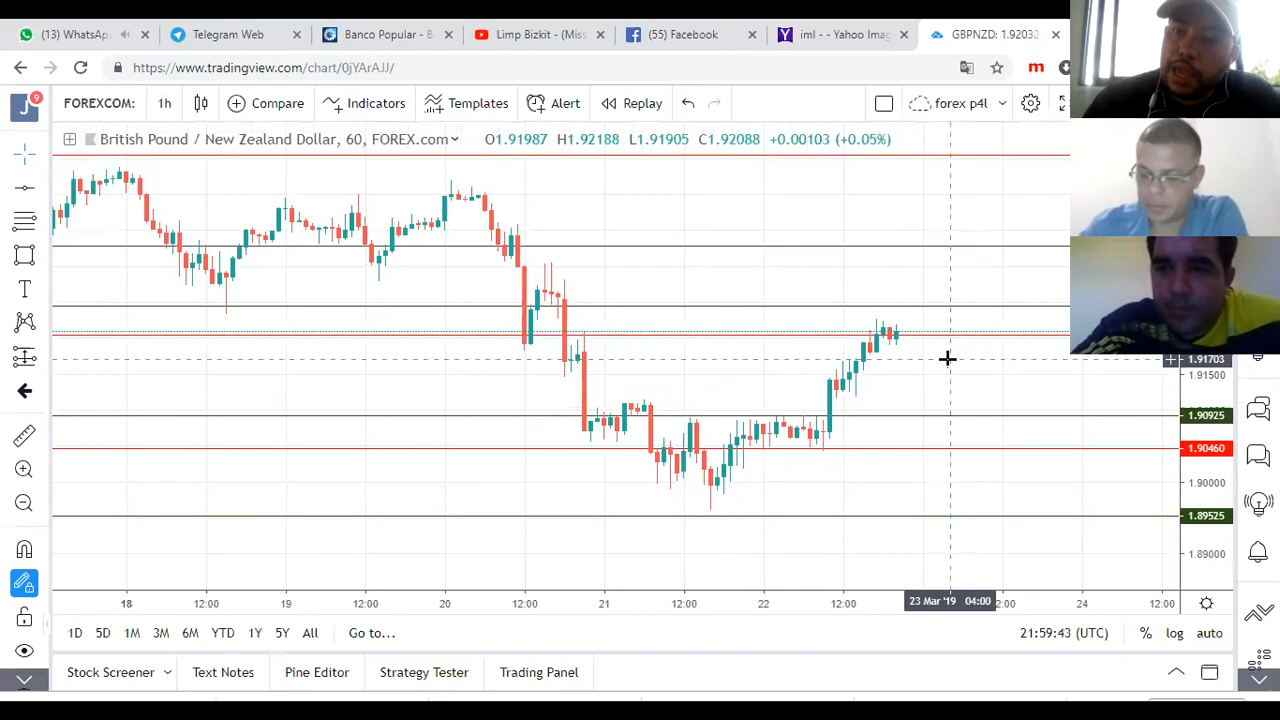 (13) WhatsAp
Telegram Web
Banco Popular - B
Limp Bizkit - (Miss
(55) Facebook
iml - - Yahoo Imag
GBPNZD: 1.9203
https://www.tradingview.com/chart/0jYArAJJ/
J
9
FOREXCOM:
1h
Compare
Indicators
Templates
Alert
Replay
forex p4l
British Pound / New Zealand Dollar, 60, FOREX.com
O1.91987 H1.92188 L1.91905 C1.92088 +0.00103 (+0.05%)
1.91703
1.91500
1.90925
1.90460
1.90000
1.89525
1.89000
18
12:00
19
12:00
20
12:00
21
12:00
22
12:00
23 Mar '19 04:00
2:00
24
12:00
1D
5D
1M
3M
6M
YTD
1Y
5Y
All
Go to...
21:59:43 (UTC)
%
log
auto
Stock Screener
Text Notes
Pine Editor
Strategy Tester
Trading Panel